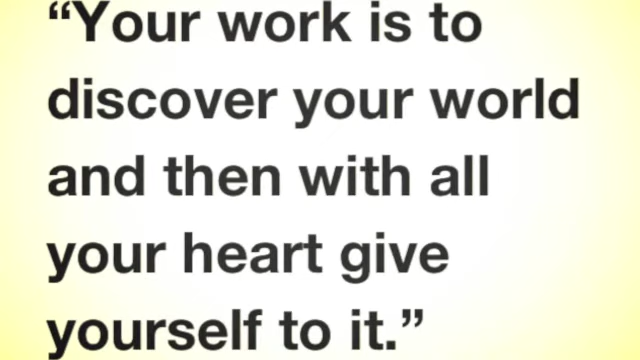 “Your work is to
discover your world
and then with all
your heart give
yourself to it.”